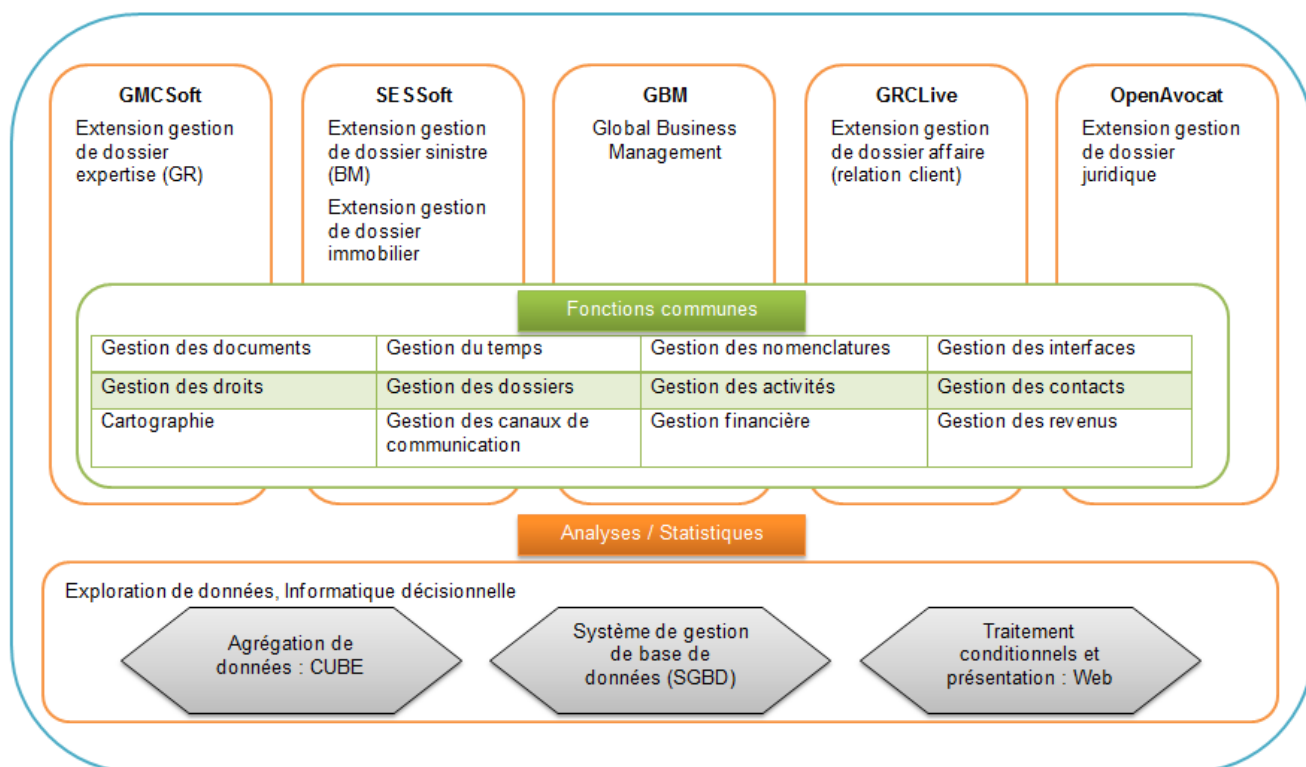 GMCSoft
Extension gestion
de dossier
expertise (GR)
SESSoft
Extension gestion
de dossier sinistre
(BM)
Extension gestion
de dossier
immobilier
GBM
Global Business
Management
GRCLive
Extension gestion
de dossier affaire
(relation client)
OpenAvocat
Extension gestion
de dossier
juridique
Fonctions communes
Gestion des documents
Gestion du temps
Gestion des nomenclatures
Gestion des interfaces
Gestion des droits
Gestion des dossiers
Gestion des activités
Gestion des contacts
Cartographie
Gestion des canaux de
communication
Gestion financière
Gestion des revenus
Analyses / Statistiques
Exploration de données, Informatique décisionnelle
Agrégation de
données : CUBE
Système de gestion
de base de
données (SGBD)
Traitement
conditionnels et
présentation : Web